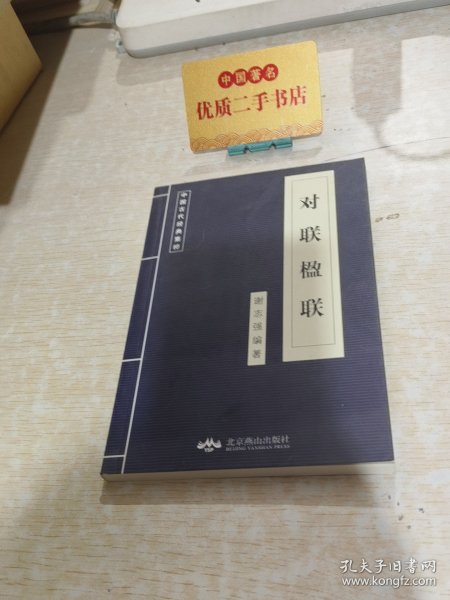 中国著名
优质二手书店
中国古代经典集粹
对联楹联
谢志强编著
北京燕山出版社
BEIJING YANSHAN PRESS
YSP
孔夫子旧书网
www.kongfz.com